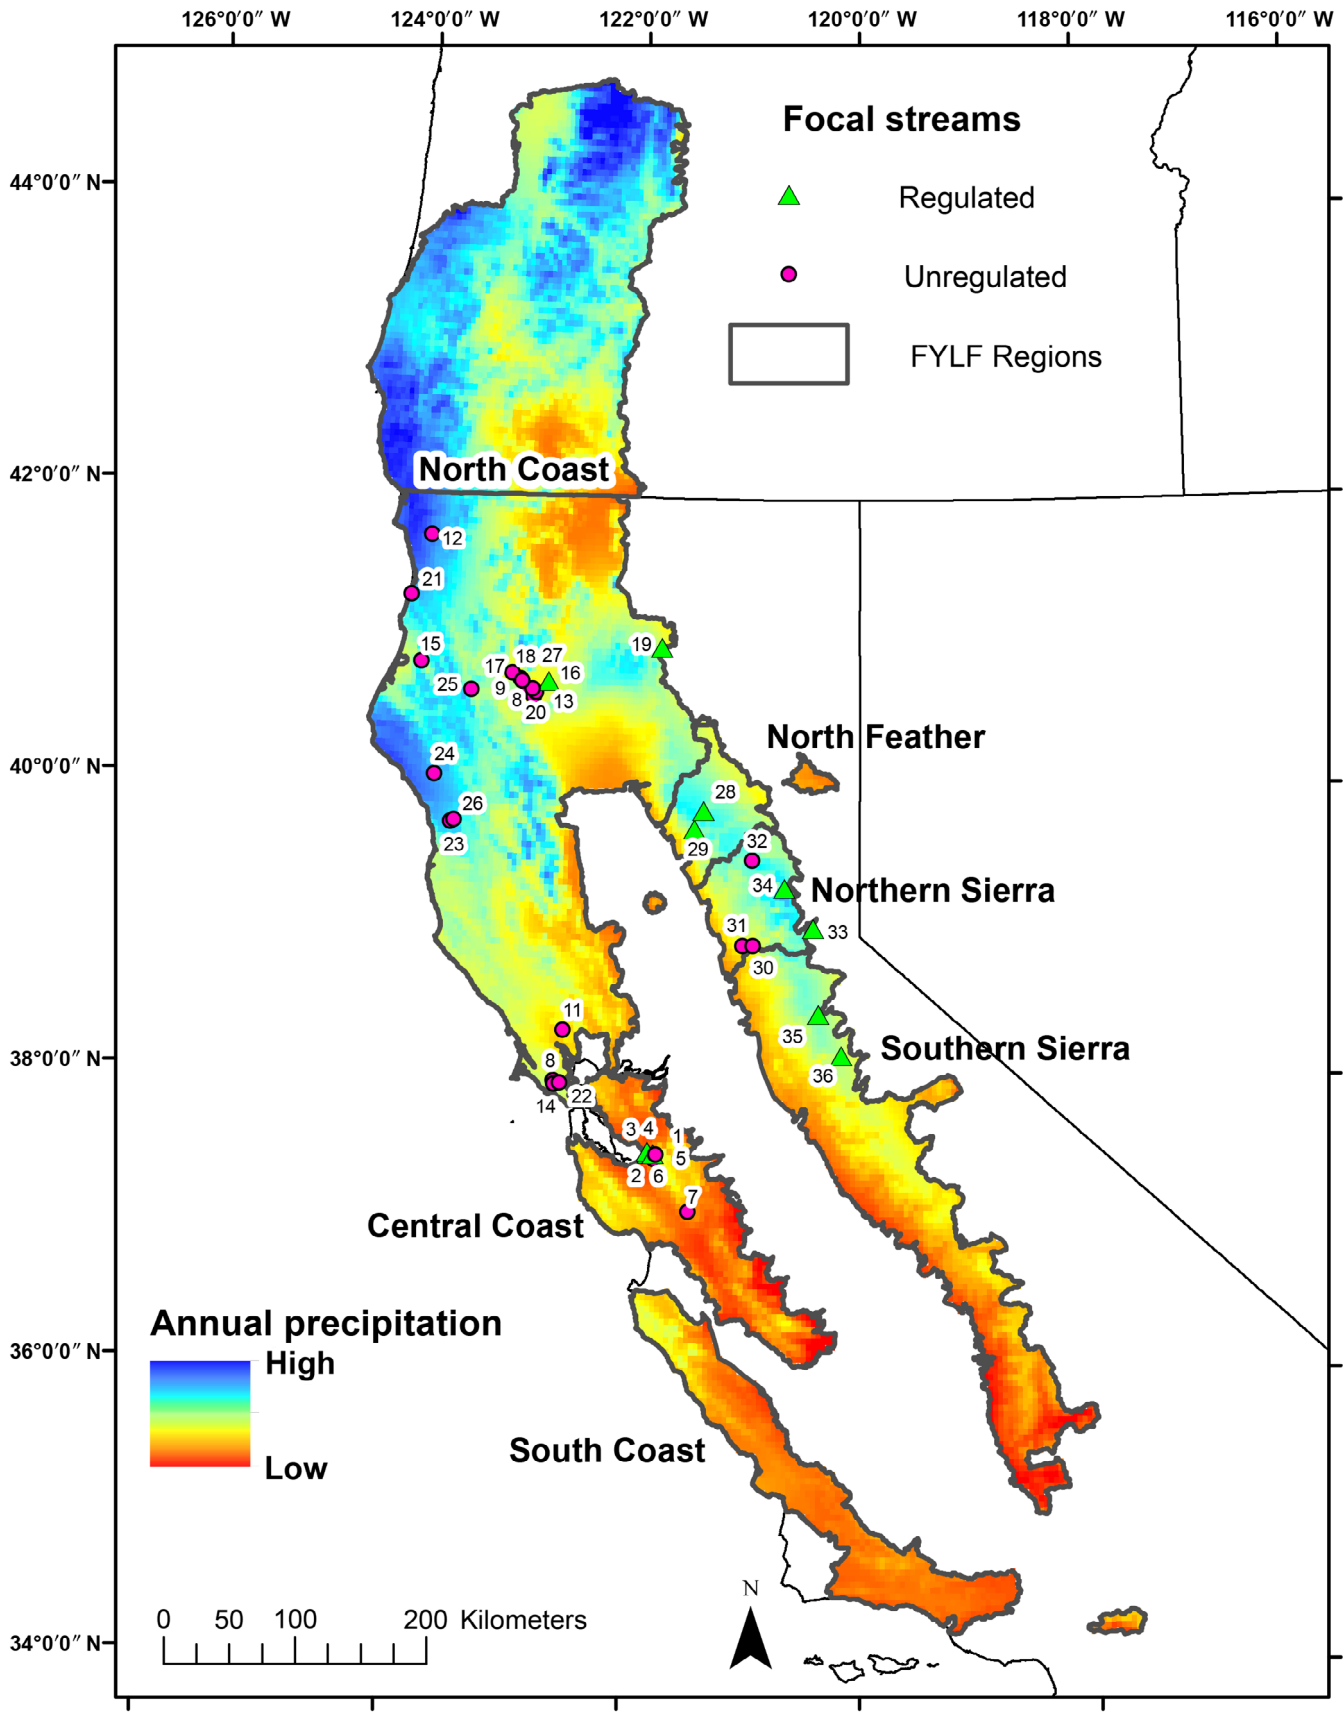 126°0′0″ W 124°0′0″ W 122°0′0″ W 120°0′0″ W 118°0′0″ W 116°0′0″ W
Focal streams
44°0′0″ N
Regulated
Unregulated
FYLF Regions
42°0′0″ N
North Coast
12
21
15
19
17 18 27
16
25 9 8 13
20
North Feather
24
40°0′0″ N
28
26
23
29
32
34
Northern Sierra
31
33
30
11
35
Southern Sierra
38°0′0″ N
8
36
14 22
3 4 1
5
2 6
7
Central Coast
Annual precipitation
High
36°0′0″ N
South Coast
Low
N
0 50 100 200 Kilometers
34°0′0″ N